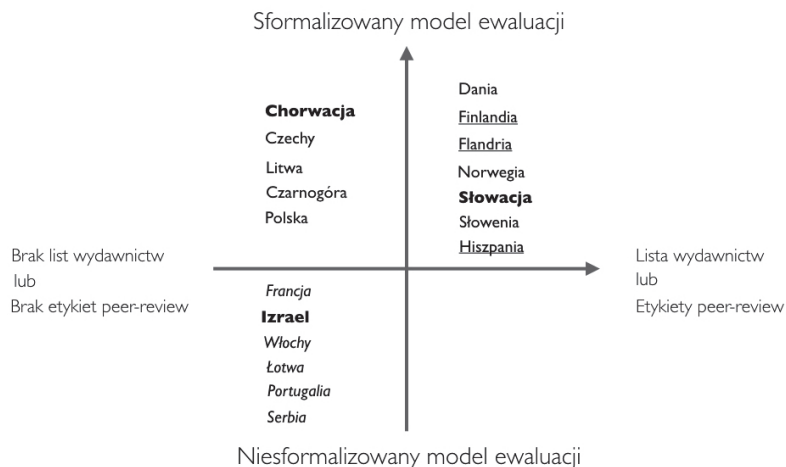 Sformalizowany model ewaluacji
Chorwacja
Czechy
Litwa
Czarnogóra
Polska
Dania
Finlandia
Flandria
Norwegia
Słowacja
Słowenia
Hiszpania
Brak list wydawnictw
lub
Brak etykiet peer-review
Lista wydawnictw
lub
Etykiety peer-review
Francja
Izrael
Włochy
Łotwa
Portugalia
Serbia
Niesformalizowany model ewaluacji